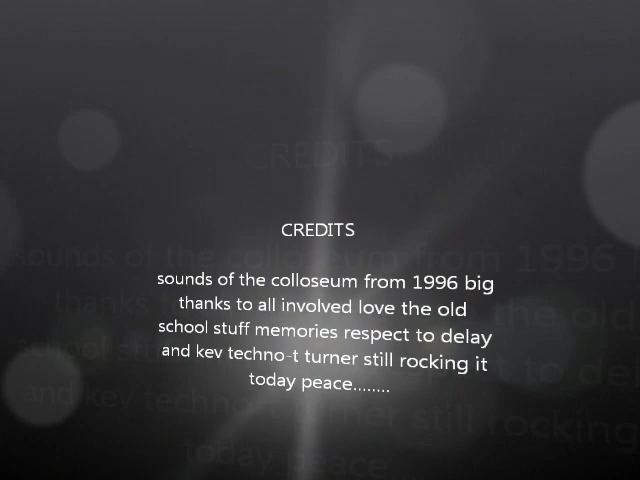 CREDITS
sounds of the colloseum from 1996 big
thanks to all involved love the old
school stuff memories respect to delay
and kev techno-t turner still rocking it
today peace........